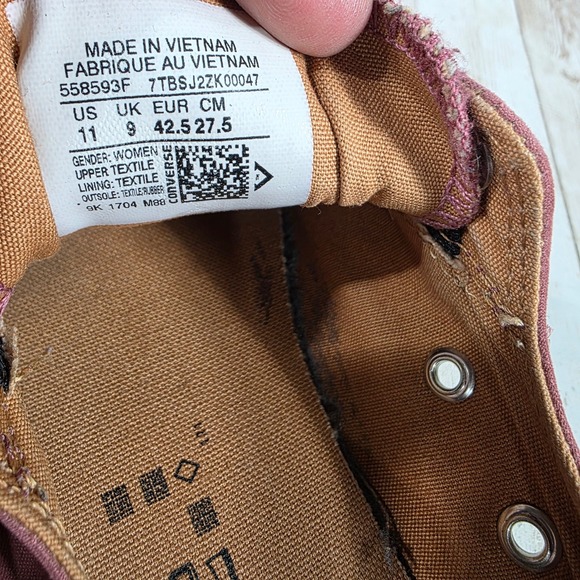 MADE IN VIETNAM
FABRIQUE AU VIETNAM
558593F 7TBSJ2ZK00047
US UK EUR CM
11 9 42.5 27.5
GENDER: WOMEN
UPPER TEXTILE
LINING: TEXTILE
OUTSOLE: TEXTILE/RUBBER
9K 1704 M88
CONVERSE